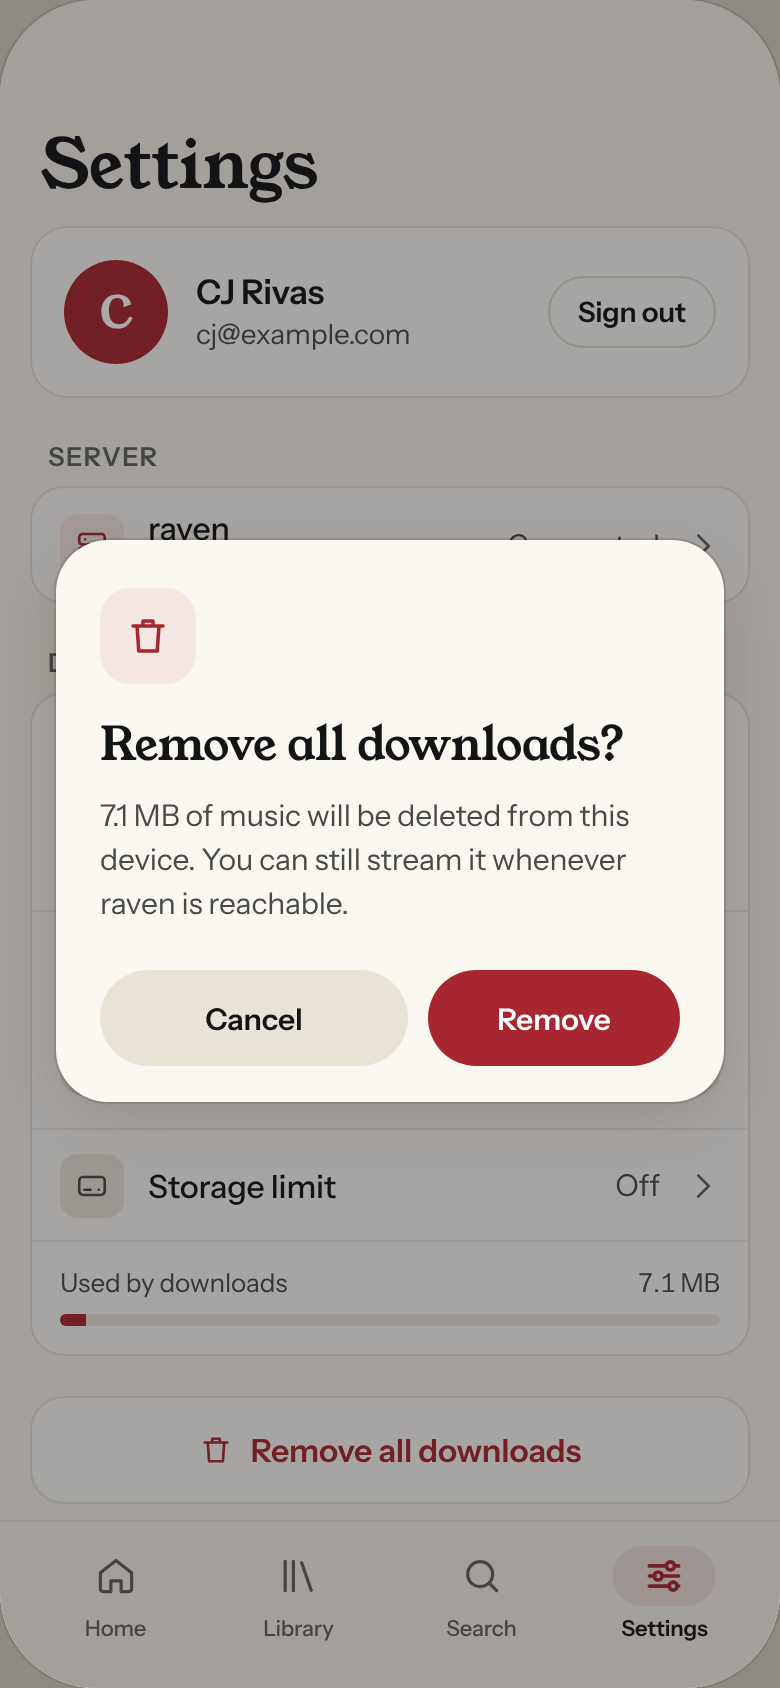 Settings
C
CJ Rivas
cj@example.com
Sign out
SERVER
raven
Remove all downloads?
7.1 MB of music will be deleted from this
device. You can still stream it whenever
raven is reachable.
Cancel
Remove
Storage limit
Off
Used by downloads
7.1 MB
Remove all downloads
Home
Library
Search
Settings